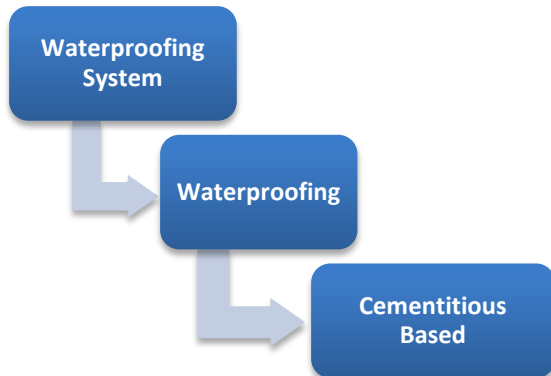 Waterproofing
System
Waterproofing
Cementitious
Based